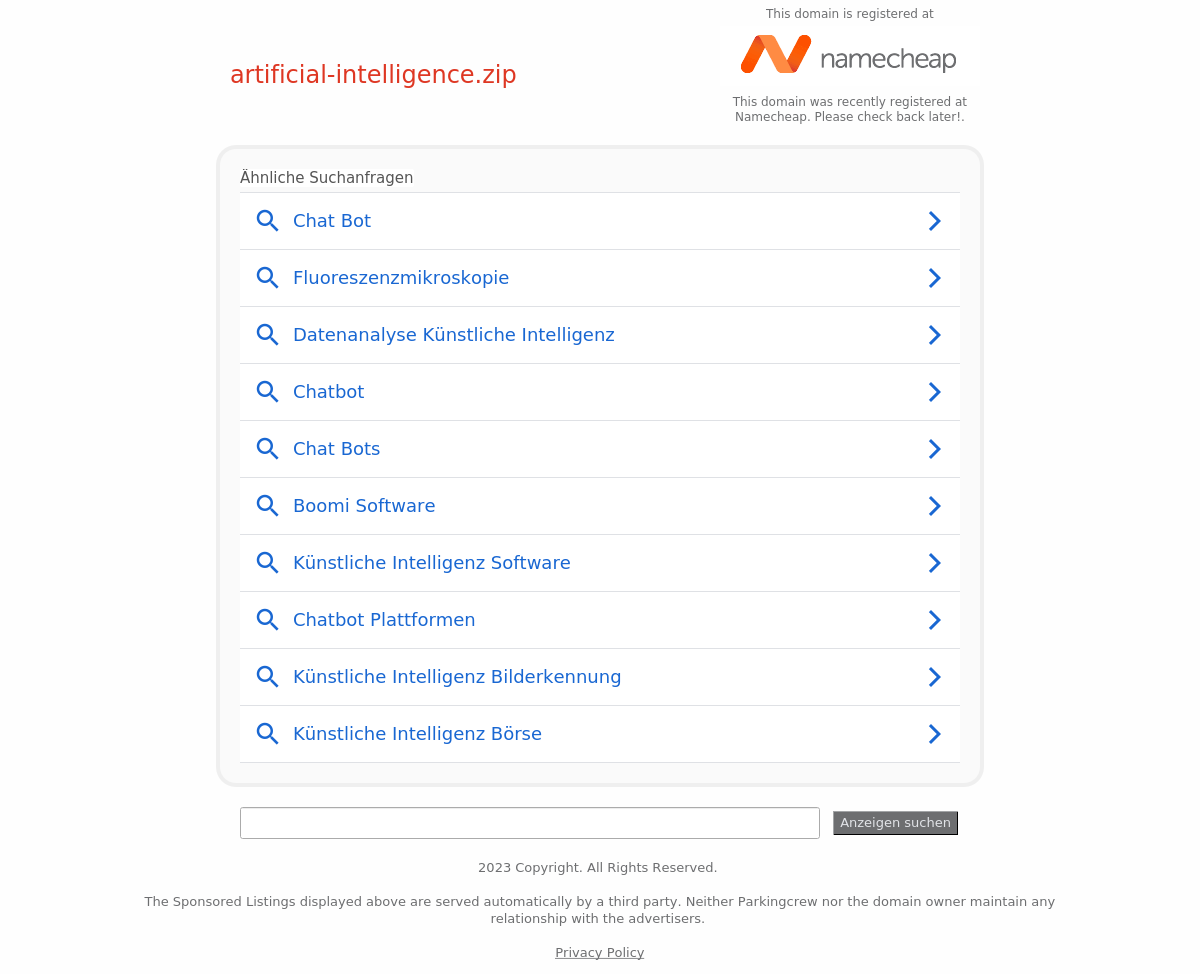 This domain is registered at
namecheap
artificial-intelligence.zip
This domain was recently registered at
Namecheap. Please check back later!.
Ähnliche Suchanfragen
Chat Bot
Fluoreszenzmikroskopie
Datenanalyse Künstliche Intelligenz
Chatbot
Chat Bots
Boomi Software
Künstliche Intelligenz Software
Chatbot Plattformen
Künstliche Intelligenz Bilderkennung
Künstliche Intelligenz Börse
Anzeigen suchen
2023 Copyright. All Rights Reserved.
The Sponsored Listings displayed above are served automatically by a third party. Neither Parkingcrew nor the domain owner maintain any
relationship with the advertisers.
Privacy Policy